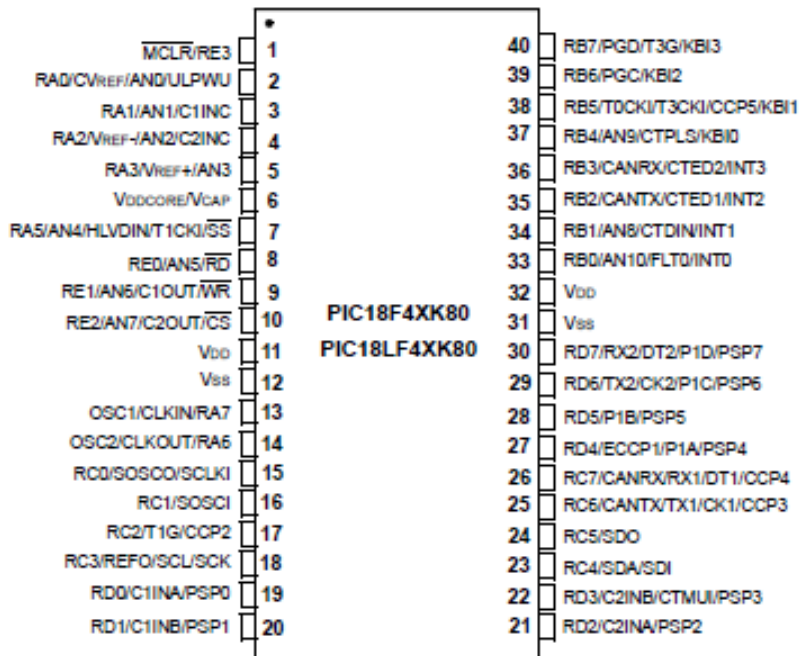 MCLR/RE3 1
RA0/CVREF/AN0/ULPWU 2
RA1/AN1/C1INC 3
RA2/VREF-/AN2/C2INC 4
RA3/VREF+/AN3 5
VDDCORE/VCAP 6
RA5/AN4/HLVDIN/T1CKI/SS 7
RE0/AN5/RD 8
RE1/AN6/C1OUT/WR 9
RE2/AN7/C2OUT/CS 10
VDD 11
VSS 12
OSC1/CLKIN/RA7 13
OSC2/CLKOUT/RA6 14
RC0/SOSCO/SCLKI 15
RC1/SOSCI 16
RC2/T1G/CCP2 17
RC3/REFO/SCL/SCK 18
RD0/C1INA/PSP0 19
RD1/C1INB/PSP1 20
PIC18F4XK80
PIC18LF4XK80
40 RB7/PGD/T3G/KBI3
39 RB6/PGC/KBI2
38 RB5/T0CKI/T3CKI/CCP5/KBI1
37 RB4/AN9/CTPLS/KBI0
36 RB3/CANRX/CTED2/INT3
35 RB2/CANTX/CTED1/INT2
34 RB1/AN8/CTDIN/INT1
33 RB0/AN10/FLT0/INT0
32 VDD
31 VSS
30 RD7/RX2/DT2/P1D/PSP7
29 RD6/TX2/CK2/P1C/PSP6
28 RD5/P1B/PSP5
27 RD4/ECCP1/P1A/PSP4
26 RC7/CANRX/RX1/DT1/CCP4
25 RC6/CANTX/TX1/CK1/CCP3
24 RC5/SDO
23 RC4/SDA/SDI
22 RD3/C2INB/CTMUI/PSP3
21 RD2/C2INA/PSP2